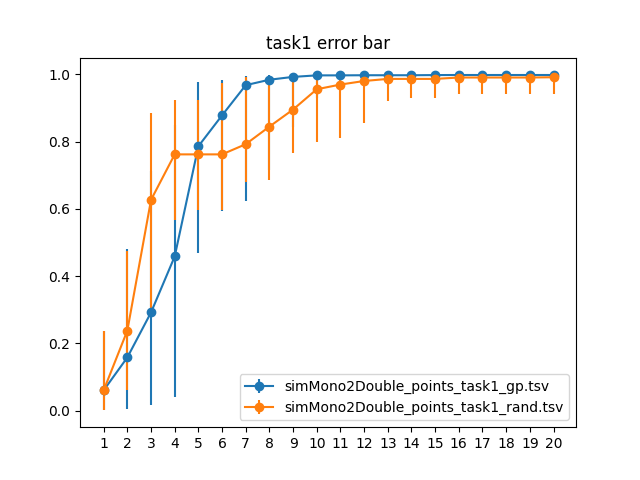 task1 error bar
1.0
0.8
0.6
0.4
0.2
0.0
simMono2Double_points_task1_gp.tsv
simMono2Double_points_task1_rand.tsv
1 2 3 4 5 6 7 8 9 10 11 12 13 14 15 16 17 18 19 20